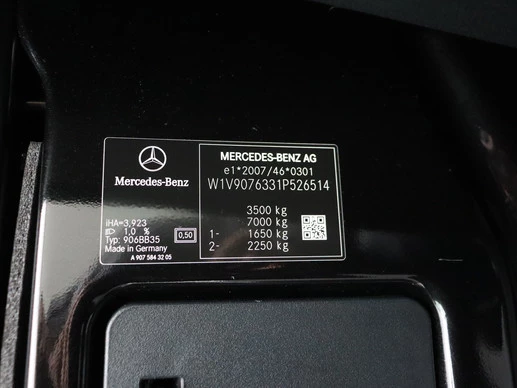 Mercedes-Benz
iHA=3,923
1,0 %
Typ: 906BB35
0,50
Made in Germany
A 907 584 32 05
MERCEDES-BENZ AG
e1*2007/46*0301
W1V9076331P526514
3500 kg
7000 kg
1- 1650 kg
2- 2250 kg